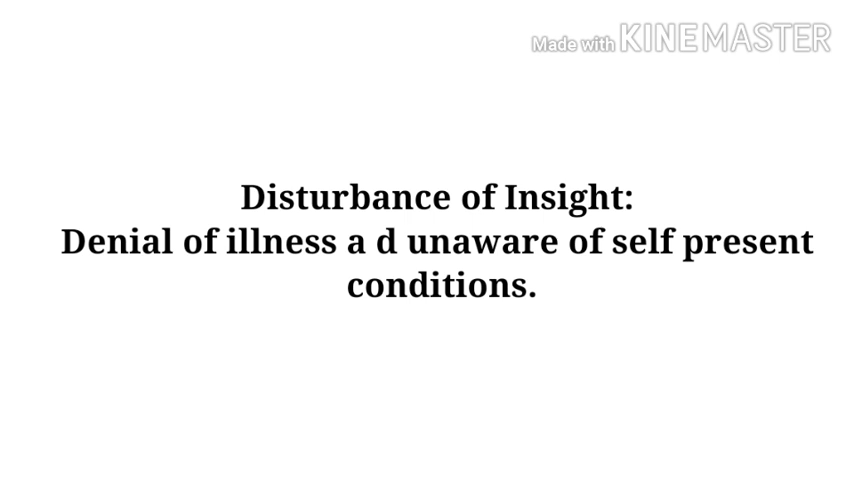 Made with KINEMASTER
Disturbance of Insight:
Denial of illness a d unaware of self present
conditions.